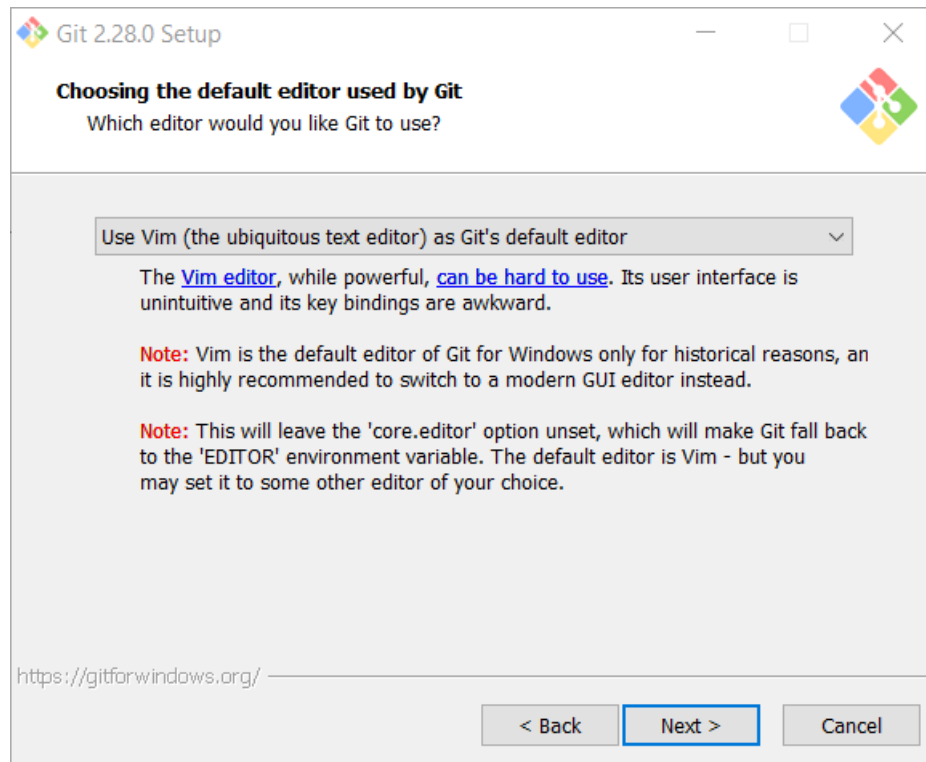 Git 2.28.0 Setup
Choosing the default editor used by Git
Which editor would you like Git to use?
Use Vim (the ubiquitous text editor) as Git's default editor
The Vim editor, while powerful, can be hard to use. Its user interface is
unintuitive and its key bindings are awkward.
Note: Vim is the default editor of Git for Windows only for historical reasons, an
it is highly recommended to switch to a modern GUI editor instead.
Note: This will leave the 'core.editor' option unset, which will make Git fall back
to the 'EDITOR' environment variable. The default editor is Vim - but you
may set it to some other editor of your choice.
https://gitforwindows.org/
< Back Next > Cancel